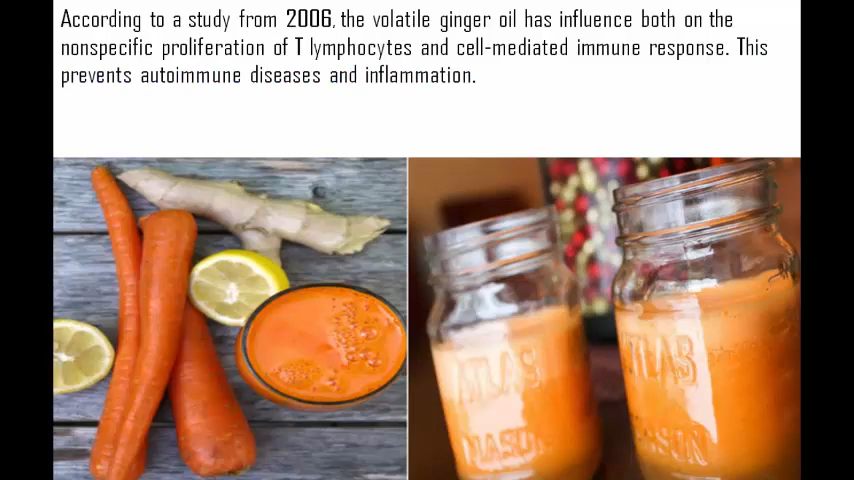 According to a study from 2006, the volatile ginger oil has influence both on the
nonspecific proliferation of T lymphocytes and cell-mediated immune response. This
prevents autoimmune diseases and inflammation.
ATLAS
MASON
ATLAS
MASON